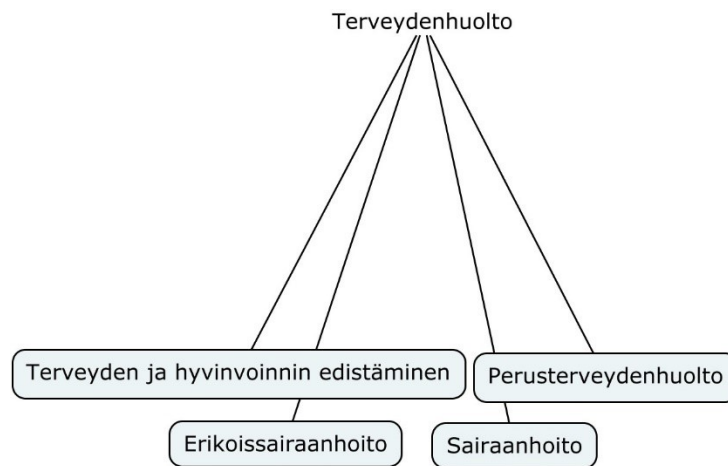 Terveydenhuolto
Terveyden ja hyvinvoinnin edistäminen
Perusterveydenhuolto
Erikoissairaanhoito
Sairaanhoito